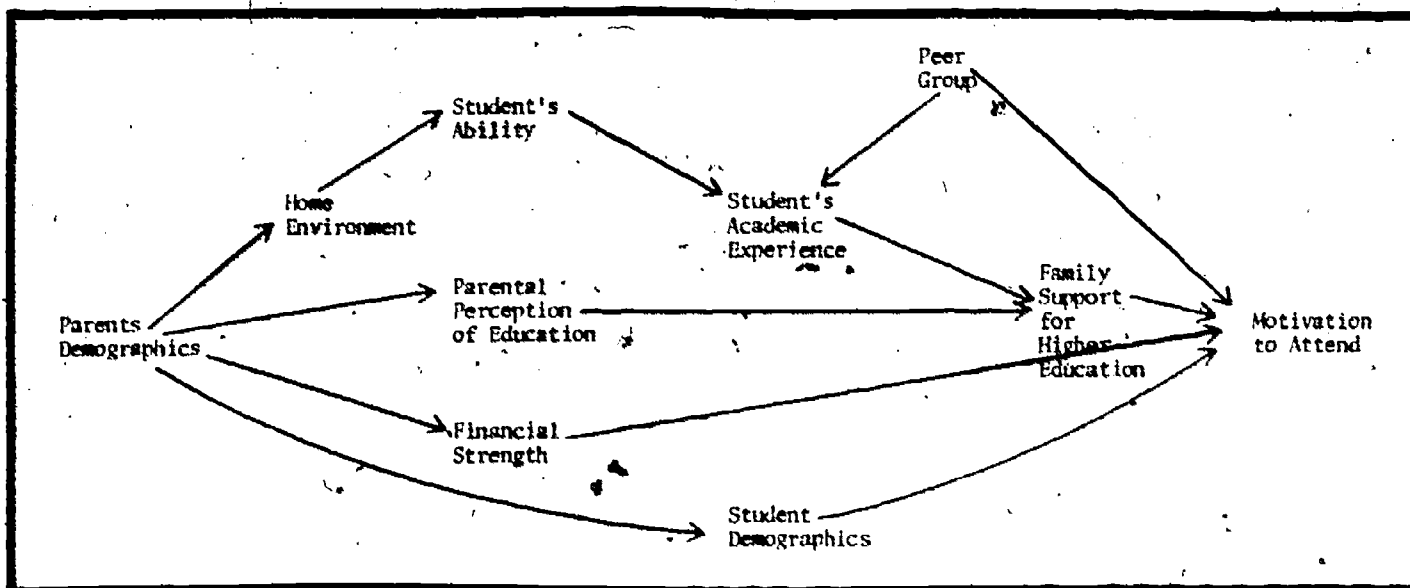 Peer
Group
Student's
Ability
Home
Environment
Student's
Academic
Experience
Parental
Perception
of Education
Family
Support
for
Higher
Education
Parents
Demographics
Motivation
to Attend
Financial
Strength
Student
Demographics